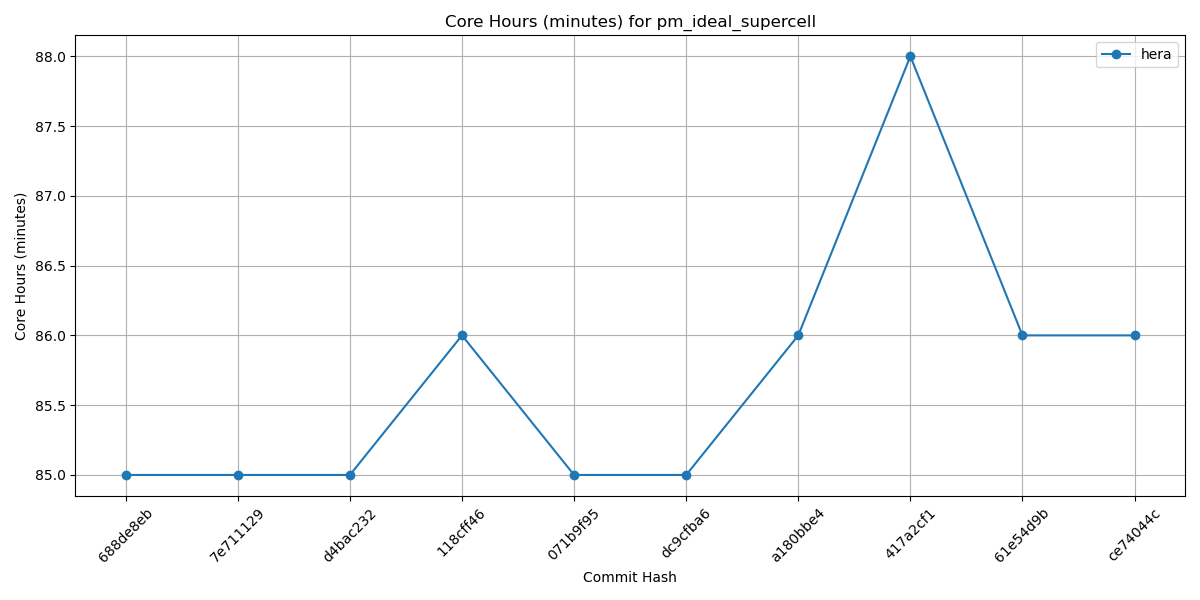 Core Hours (minutes) for pm_ideal_supercell
hera
88.0
87.5
87.0
86.5
86.0
85.5
85.0
Core Hours (minutes)
688de8eb
7e711129
d4bac232
118cff46
071b9f95
dc9cfba6
a180bbe4
417a2cf1
61e54d9b
ce74044c
Commit Hash